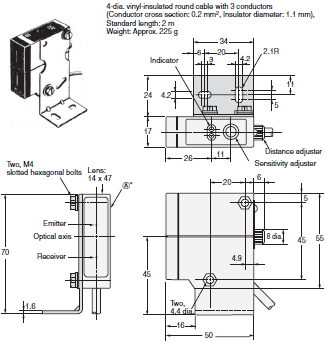 4-dia. vinyl-insulated round cable with 3 conductors
(Conductor cross section: 0.2 mm², Insulator diameter: 1.1 mm),
Standard length: 2 m
Weight: Approx. 225 g
34
6
20
2.1R
3
4.2
Indicator
11
24
4.2
5
17
Distance adjuster
26
11
Sensitivity adjuster
Two, M4
slotted hexagonal bolts
Lens:
14 x 47
Ⓐ*
20
6
5
Emitter
Optical axis
8 dia.
45
55
70
Receiver
4.9
45
Two,
4.4 dia.
1.6
16
50